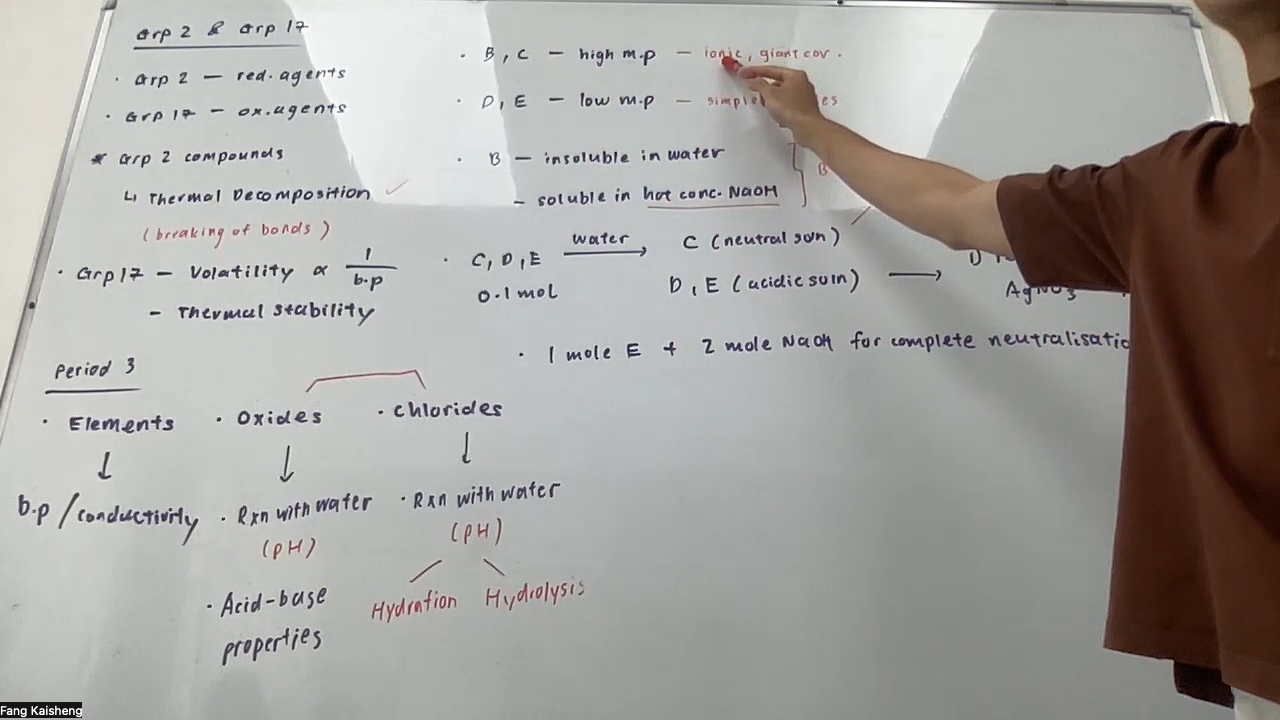 Grp 2 & Grp 17
· Grp 2 — red. agents
· Grp 17 — ox. agents
* Grp 2 compounds
↳ Thermal Decomposition ✓
(breaking of bonds)
· Grp 17 — Volatility ∝ 1/b.p
— Thermal stability
Period 3
· Elements · Oxides · Chlorides
↓ ↓ ↓
b.p / conductivity · Rxn with water · Rxn with water
(pH) (pH)
· Acid-base Hydration Hydrolysis
properties
· B, C — high m.p — ionic, giant cov.
· D, E — low m.p —
· B — insoluble in water
— soluble in hot conc. NaOH
B
· C, D, E water → C (neutral soln)
0.1 mol D, E (acidic soln) → D
AgNO3
· 1 mole E + 2 mole NaOH for complete
Fang Kaisheng